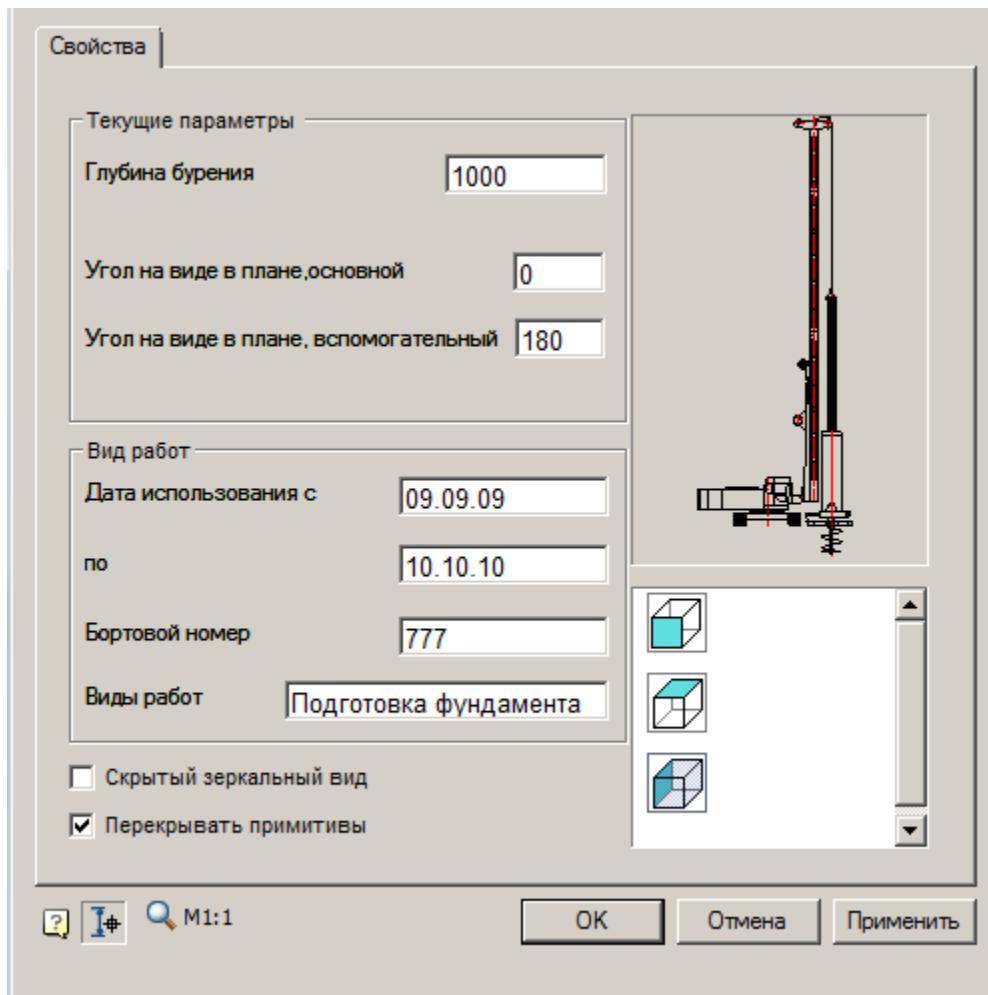 Свойства
Текущие параметры
Глубина бурения 1000
Угол на виде в плане,основной 0
Угол на виде в плане, вспомогательный 180
Вид работ
Дата использования с 09.09.09
по 10.10.10
Бортовой номер 777
Виды работ Подготовка фундамента
Скрытый зеркальный вид
Перекрывать примитивы
? М1:1 OK Отмена Применить